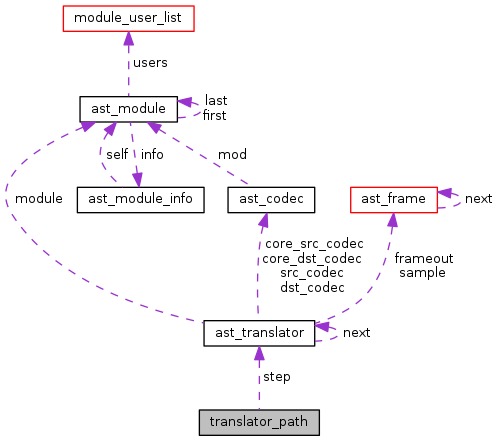 module_user_list
users
ast_module
last
first
self
info
mod
module
ast_module_info
ast_codec
ast_frame
next
core_src_codec
core_dst_codec
src_codec
dst_codec
frameout
sample
ast_translator
next
step
translator_path